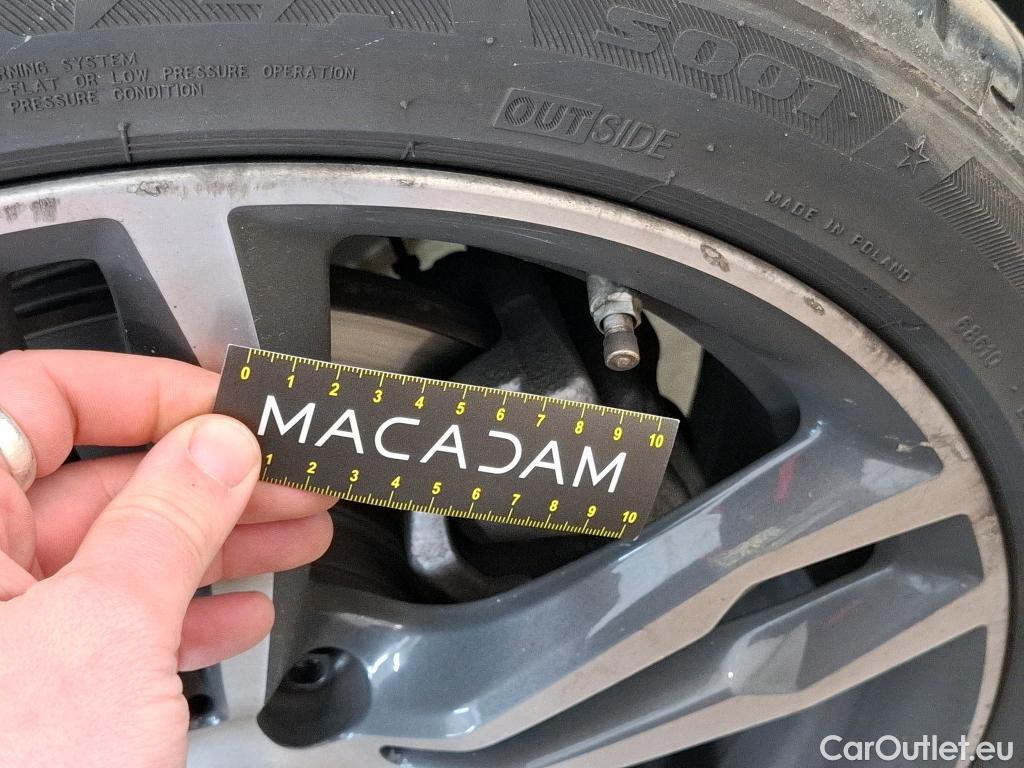 S001
RNING SYSTEM
-FLAT OR LOW PRESSURE OPERATION
PRESSURE CONDITION
OUTSIDE
MADE IN POLAND
68610
0 1 2 3 4 5 6 7 8 9 10
MACADAM
1 2 3 4 5 6 7 8 9 10
CarOutlet.eu